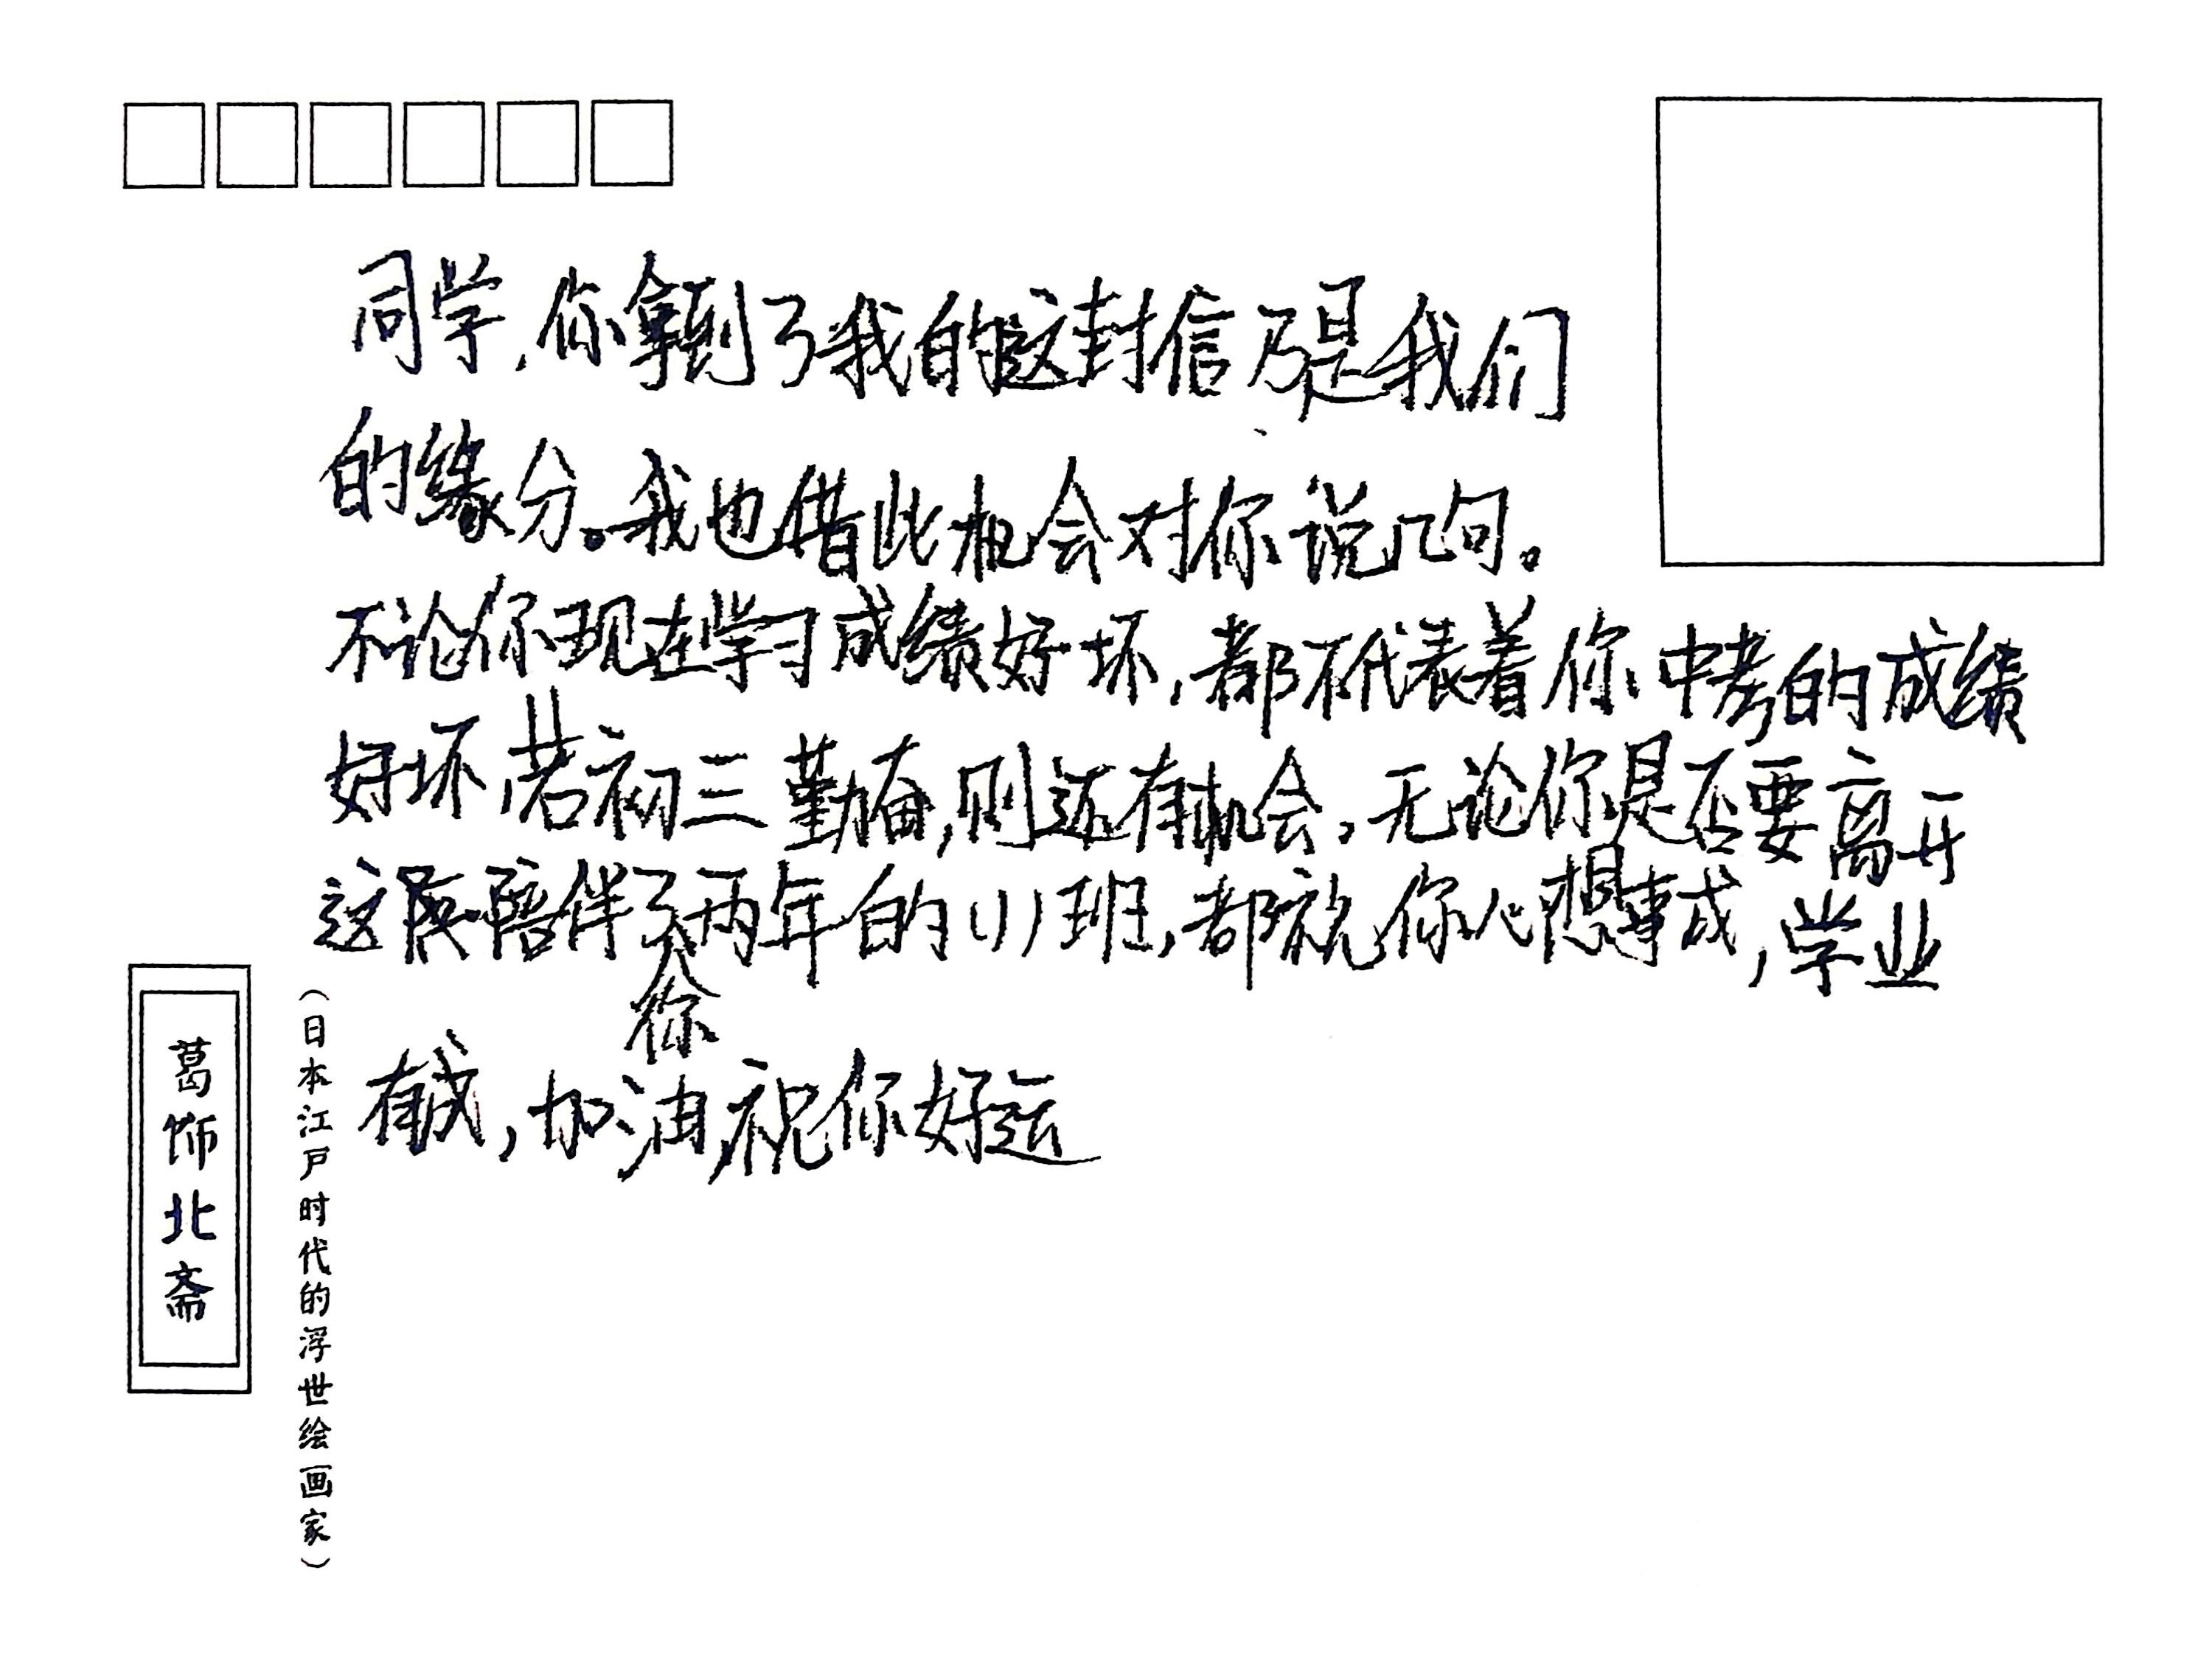 同学,你拿到了我的这封信乃是我们
的缘分。我也借此机会对你说几句。
不论你现在学习成绩好坏,都不代表着你中考的成绩
好坏,若初三勤奋,则还有机会,无论你是否要离开
这陪伴了你两年的(1)班,都祝你心想事成,学业
有成,加油,祝你好运
葛饰北斋
(日本江戸时代的浮世绘画家)